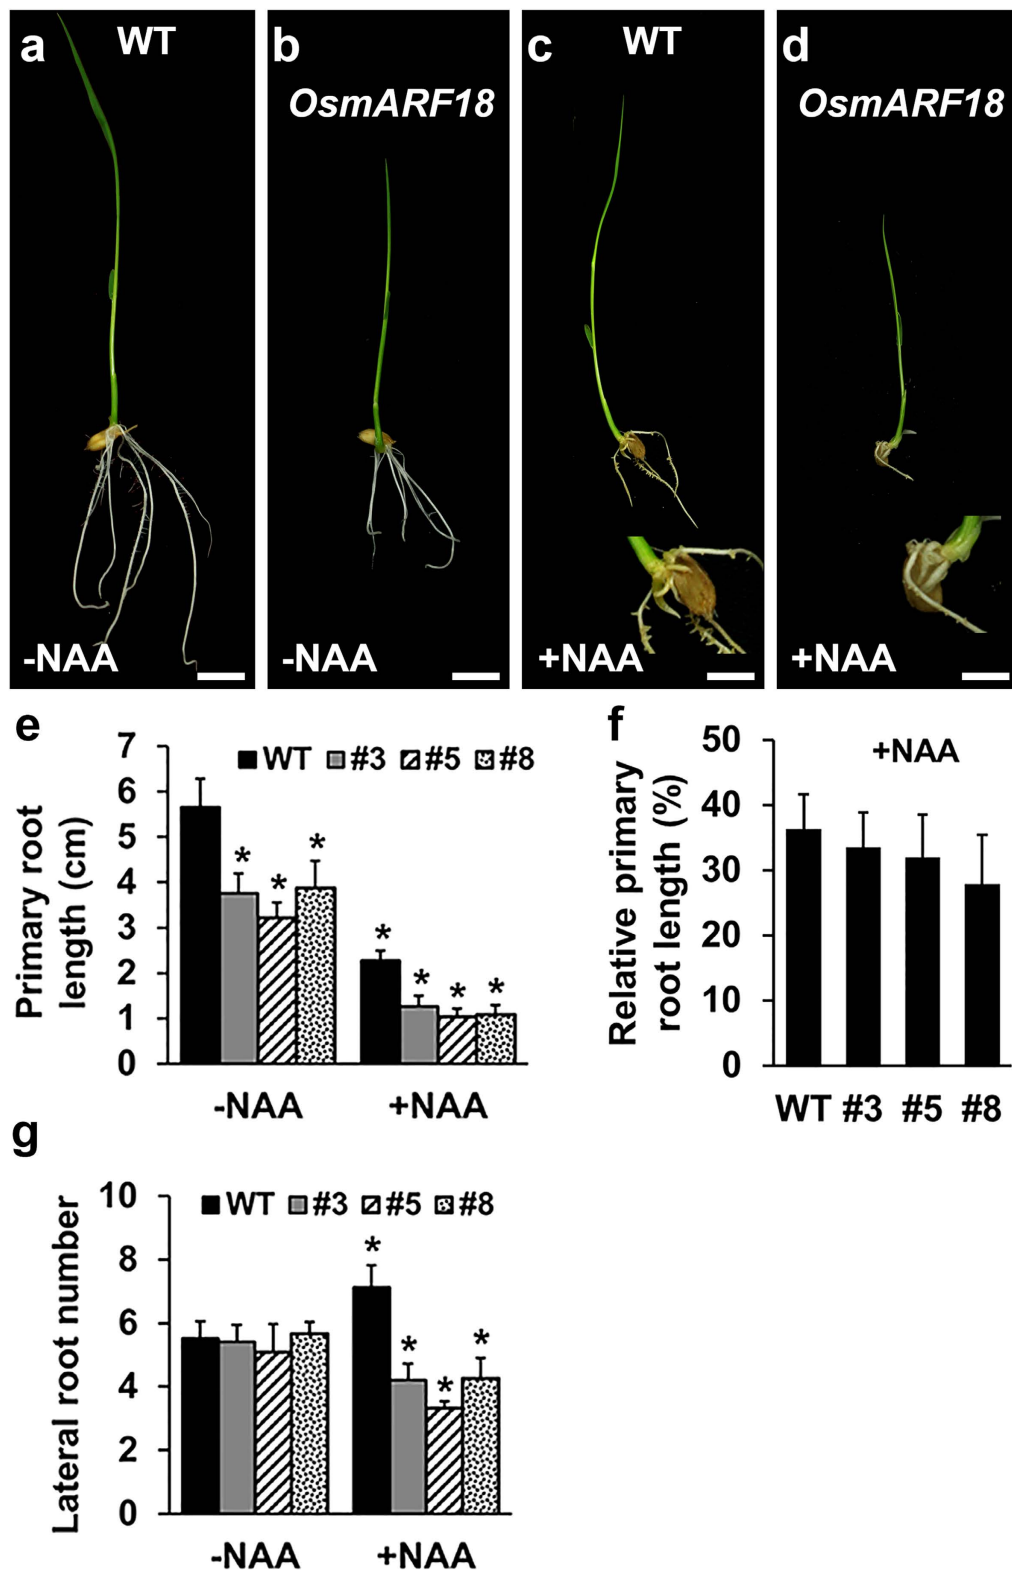 a WT
b
OsmARF18
c WT
d
OsmARF18
-NAA
-NAA
+NAA
+NAA
e
7
6
5
4
3
2
1
0
Primary root
length (cm)
WT #3 #5 #8
*
*
*
*
*
*
*
-NAA +NAA
f
50
40
30
20
10
0
Relative primary
root length (%)
+NAA
WT #3 #5 #8
g
10
8
6
4
2
0
Lateral root number
WT #3 #5 #8
*
*
*
*
-NAA +NAA